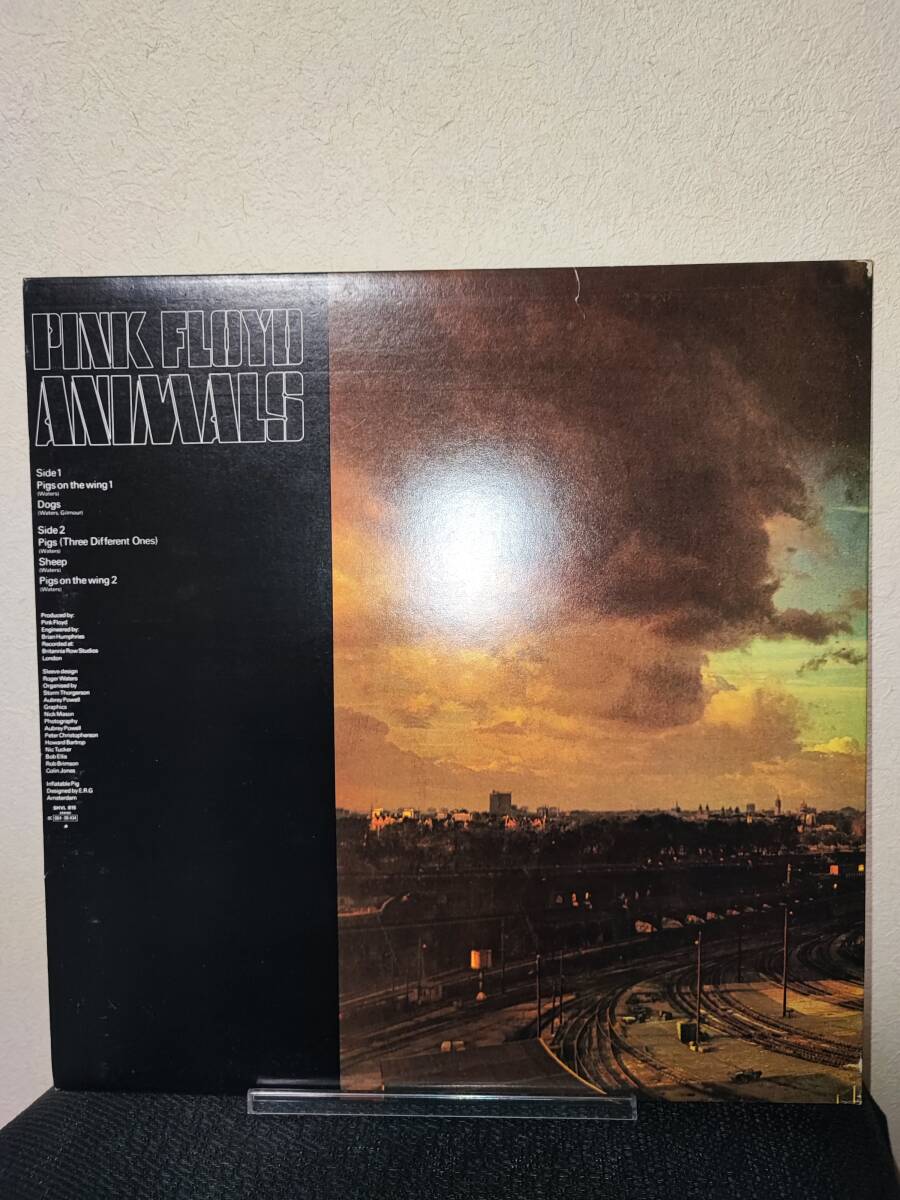 PINK FLOYD
ANIMALS
Side 1
Pigs on the wing 1
(Waters)
Dogs
(Waters, Gilmour)
Side 2
Pigs (Three Different Ones)
(Waters)
Sheep
(Waters)
Pigs on the wing 2
(Waters)
Produced by:
Pink Floyd
Engineered by:
Brian Humphries
Recorded at:
Britannia Row Studios
London
Sleeve design
Roger Waters
Organised by
Storm Thorgerson
Aubrey Powell
Graphics
Nick Mason
Photography
Aubrey Powell
Peter Christopherson
Howard Bartrop
Nic Tucker
Bob Ellis
Rob Brimson
Colin Jones
Inflatable Pig
Designed by E.R.G
Amsterdam
SHVL 815